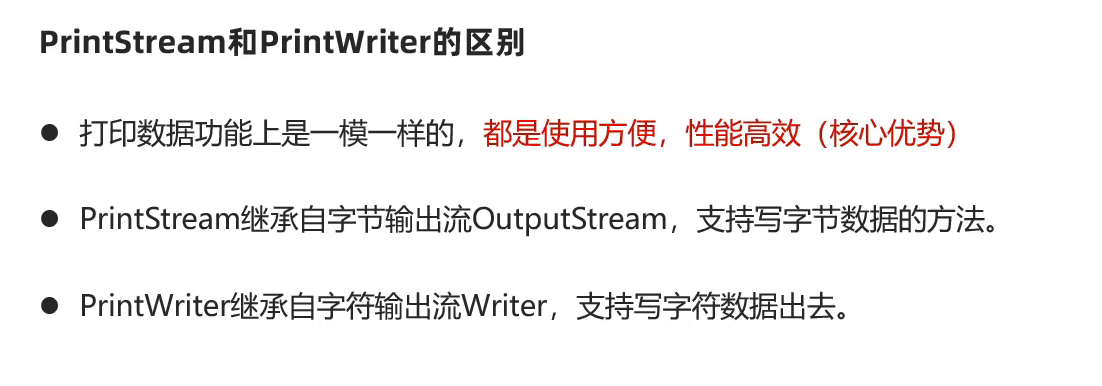 PrintStream和PrintWriter的区别
● 打印数据功能上是一模一样的，都是使用方便，性能高效（核心优势）
● PrintStream继承自字节输出流OutputStream，支持写字节数据的方法。
● PrintWriter继承自字符输出流Writer，支持写字符数据出去。